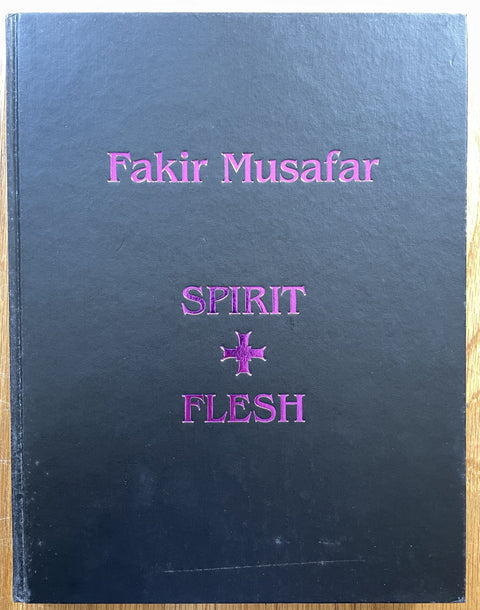 Fakir Musafar
SPIRIT
+
FLESH